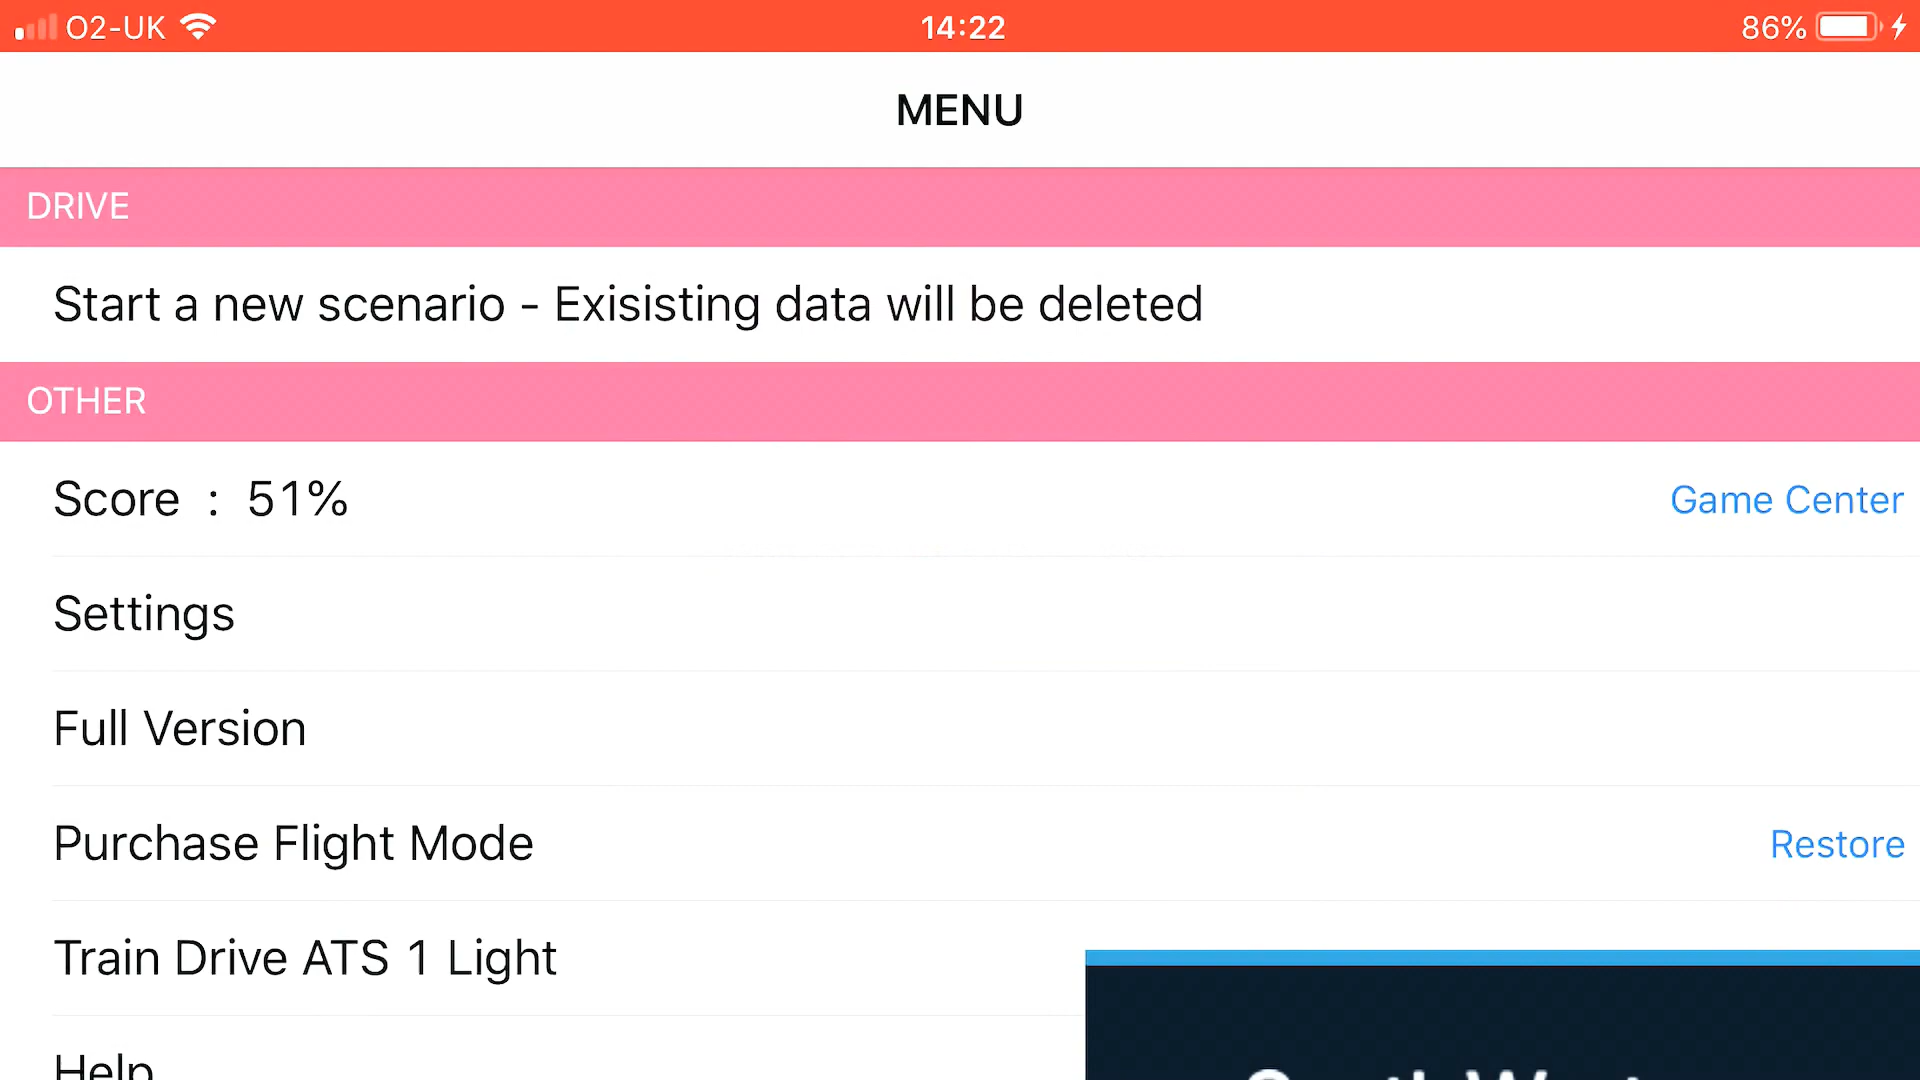 O2-UK 14:22 86%
MENU
DRIVE
Start a new scenario - Exisisting data will be deleted
OTHER
Score : 51% Game Center
Settings
Full Version
Purchase Flight Mode Restore
Train Drive ATS 1 Light
Help